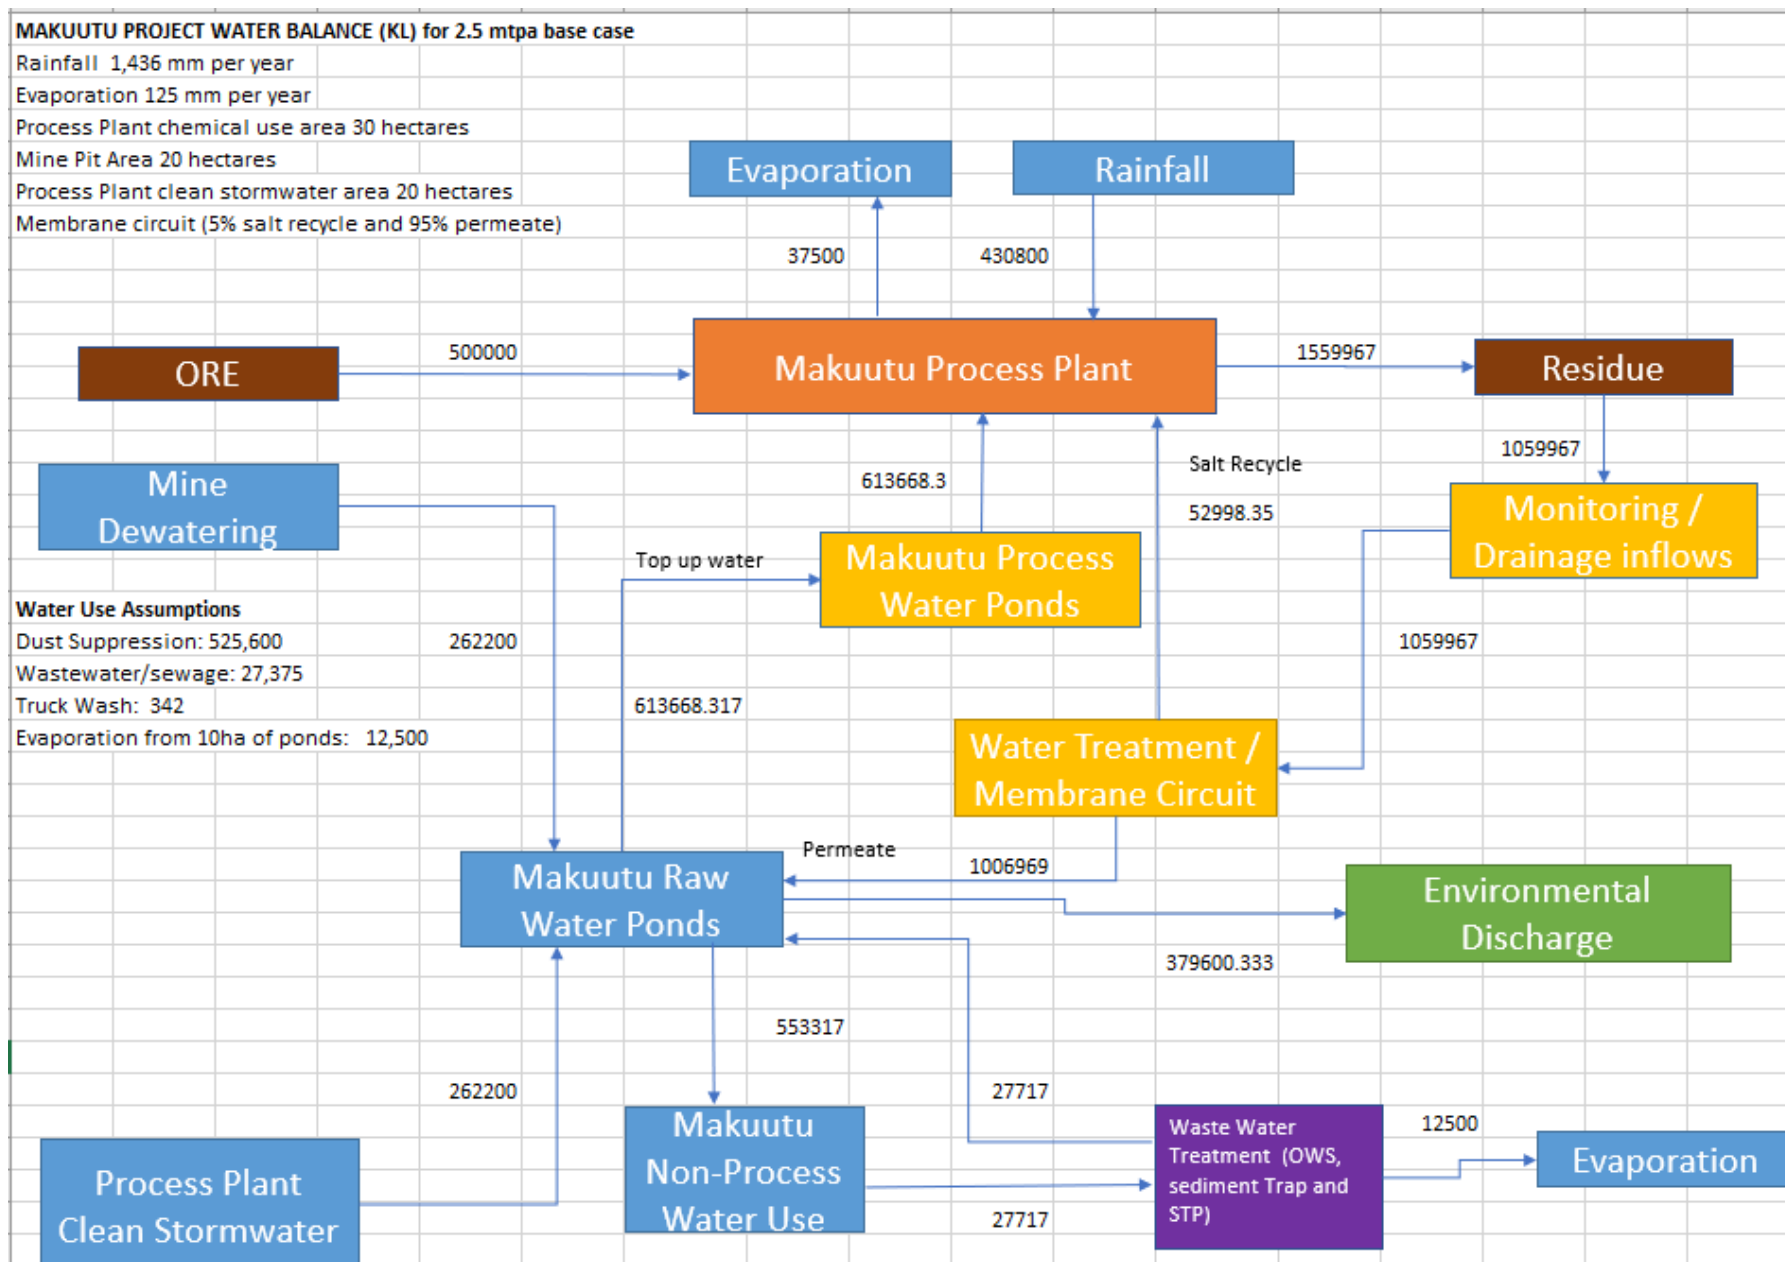 MAKUUTU PROJECT WATER BALANCE (KL) for 2.5 mtpa base case
Rainfall 1,436 mm per year
Evaporation 125 mm per year
Process Plant chemical use area 30 hectares
Mine Pit Area 20 hectares
Process Plant clean stormwater area 20 hectares
Membrane circuit (5% salt recycle and 95% permeate)
Evaporation
Rainfall
37500
430800
ORE
500000
Makuutu Process Plant
1559967
Residue
1059967
Mine
Dewatering
613668.3
Salt Recycle
52998.35
Monitoring /
Drainage inflows
Top up water
Makuutu Process
Water Ponds
Water Use Assumptions
Dust Suppression: 525,600
Wastewater/sewage: 27,375
Truck Wash: 342
Evaporation from 10ha of ponds: 12,500
262200
613668.317
1059967
Water Treatment /
Membrane Circuit
Permeate
1006969
Makuutu Raw
Water Ponds
Environmental
Discharge
379600.333
553317
262200
27717
12500
Process Plant
Clean Stormwater
Makuutu
Non-Process
Water Use
27717
Waste Water
Treatment (OWS,
sediment Trap and
STP)
Evaporation